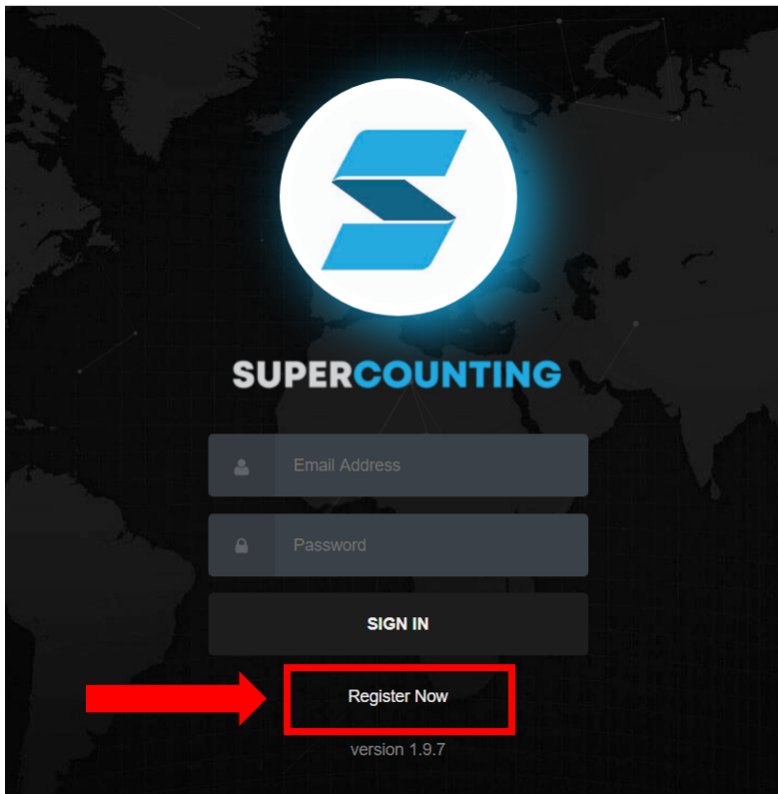 SUPERCOUNTING
Email Address
Password
SIGN IN
Register Now
version 1.9.7